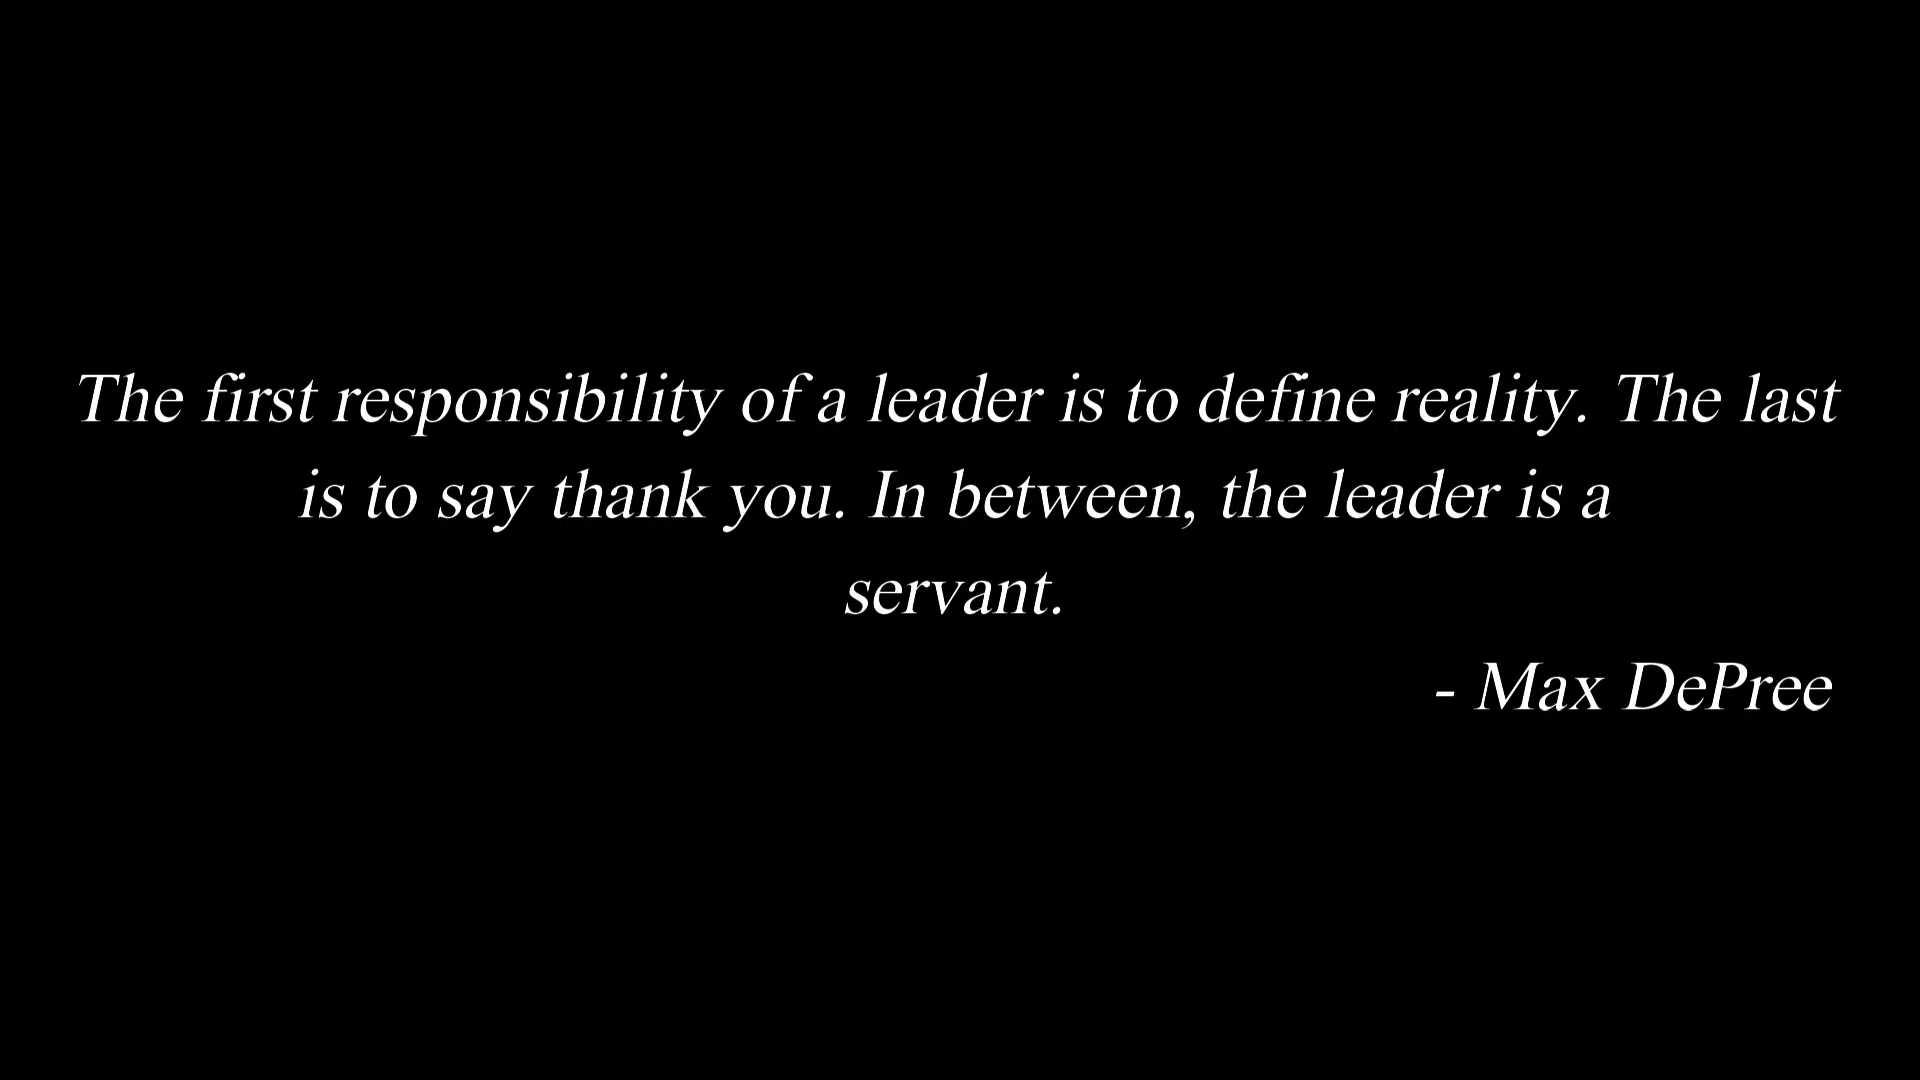 The first responsibility of a leader is to define reality. The last
is to say thank you. In between, the leader is a
servant.
- Max DePree